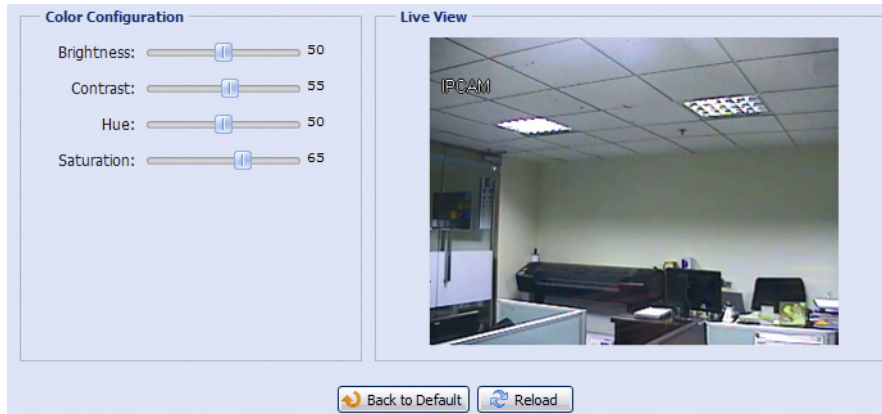 Color Configuration
Brightness: 50
Contrast: 55
Hue: 50
Saturation: 65
Live View
IPCAM
Back to Default
Reload